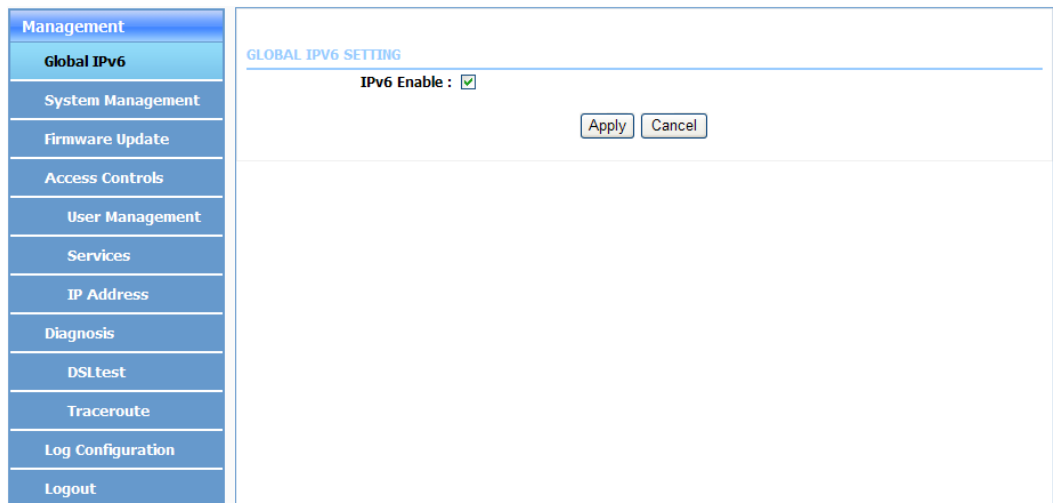 Management
Global IPv6
System Management
Firmware Update
Access Controls
User Management
Services
IP Address
Diagnosis
DSLtest
Traceroute
Log Configuration
Logout
GLOBAL IPV6 SETTING
IPv6 Enable :
Apply Cancel